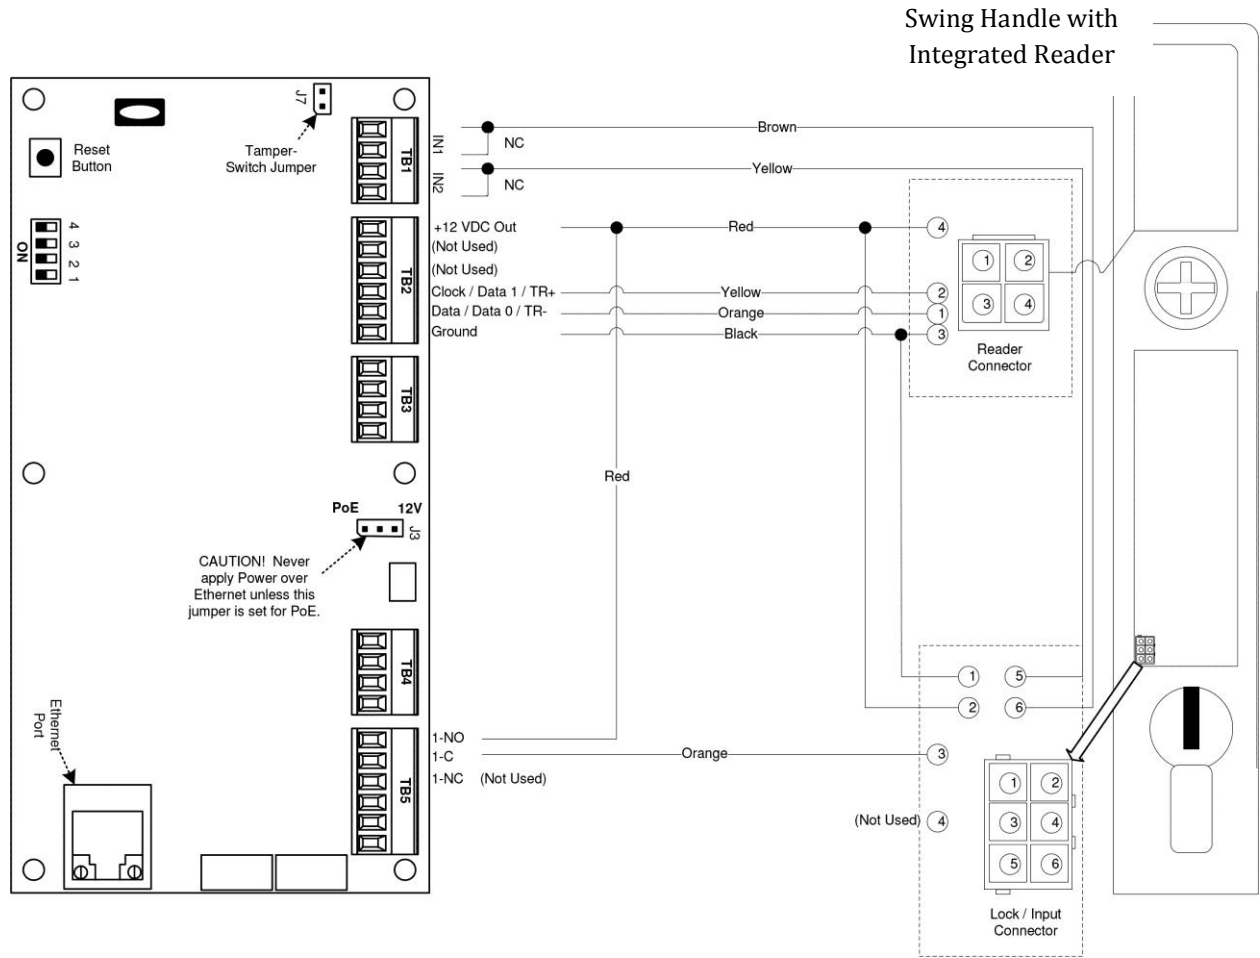 Swing Handle with
Integrated Reader
J7
Reset
Button
Tamper-
Switch Jumper
TB1
IN1
NC
Brown
IN2
NC
Yellow
4
3
2
1
ON
TB2
+12 VDC Out
(Not Used)
(Not Used)
Clock / Data 1 / TR+
Data / Data 0 / TR-
Ground
Red
Yellow
Orange
Black
4
2
1
3
1
2
3
4
Reader
Connector
TB3
Red
PoE
12V
J3
CAUTION! Never
apply Power over
Ethernet unless this
jumper is set for PoE.
TB4
Ethernet
Port
TB5
1-NO
1-C
1-NC (Not Used)
Orange
1
5
2
6
3
(Not Used)
4
1
2
3
4
5
6
Lock / Input
Connector